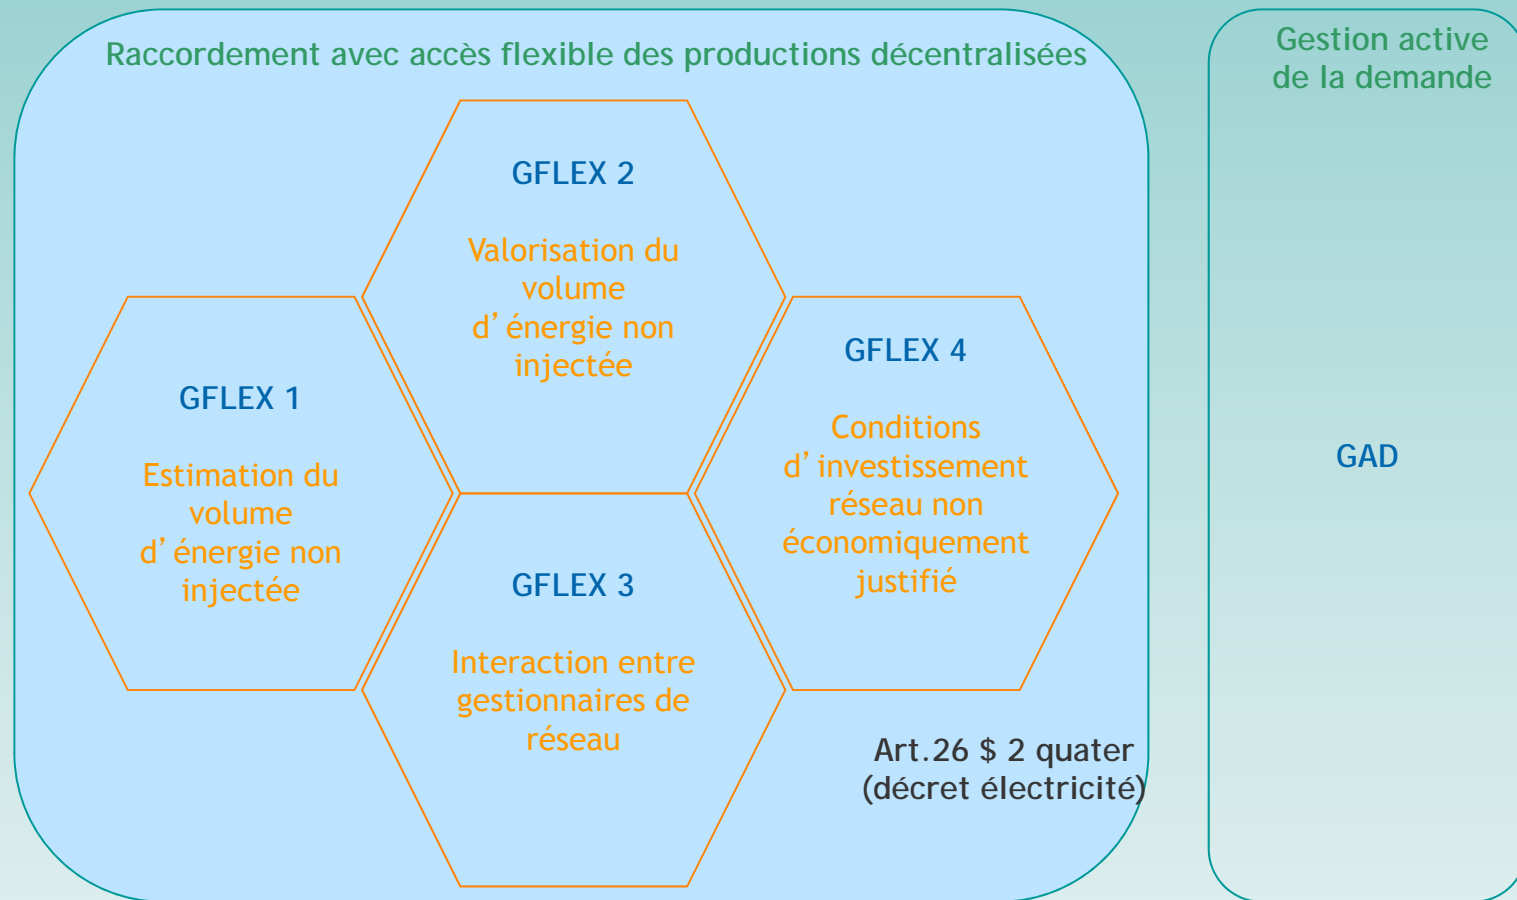 Raccordement avec accès flexible des productions décentralisées
GFLEX 1
Estimation du
volume
d’énergie non
injectée
GFLEX 2
Valorisation du
volume
d’énergie non
injectée
GFLEX 3
Interaction entre
gestionnaires de
réseau
GFLEX 4
Conditions
d’investissement
réseau non
économiquement
justifié
Art.26 $ 2 quater
(décret électricité)
Gestion active
de la demande
GAD